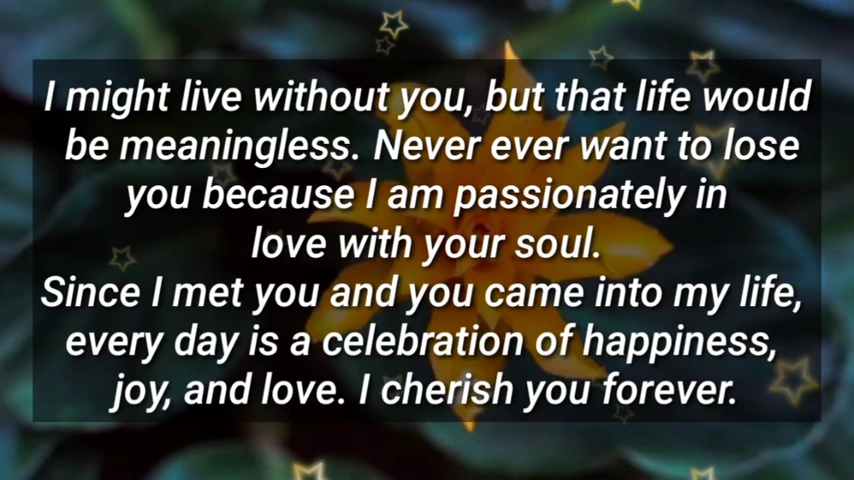 I might live without you, but that life would
be meaningless. Never ever want to lose
you because I am passionately in
love with your soul.
Since I met you and you came into my life,
every day is a celebration of happiness,
joy, and love. I cherish you forever.